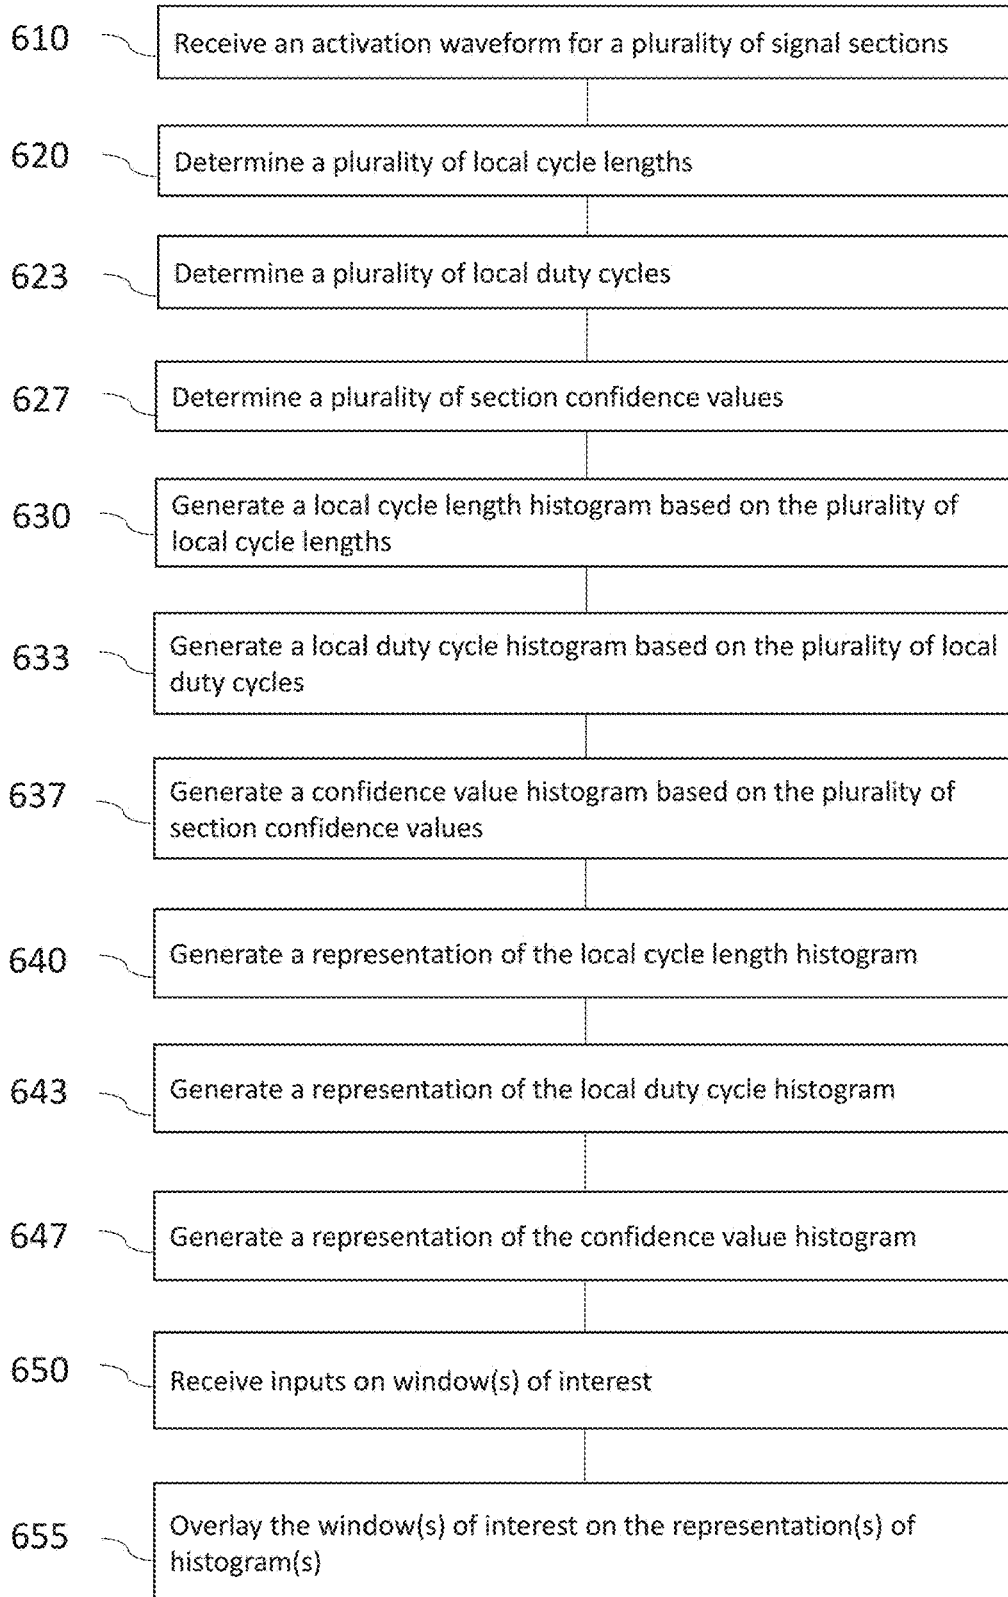 610
Receive an activation waveform for a plurality of signal sections
620
Determine a plurality of local cycle lengths
623
Determine a plurality of local duty cycles
627
Determine a plurality of section confidence values
630
Generate a local cycle length histogram based on the plurality of
local cycle lengths
633
Generate a local duty cycle histogram based on the plurality of local
duty cycles
637
Generate a confidence value histogram based on the plurality of
section confidence values
640
Generate a representation of the local cycle length histogram
643
Generate a representation of the local duty cycle histogram
647
Generate a representation of the confidence value histogram
650
Receive inputs on window(s) of interest
655
Overlay the window(s) of interest on the representation(s) of
histogram(s)